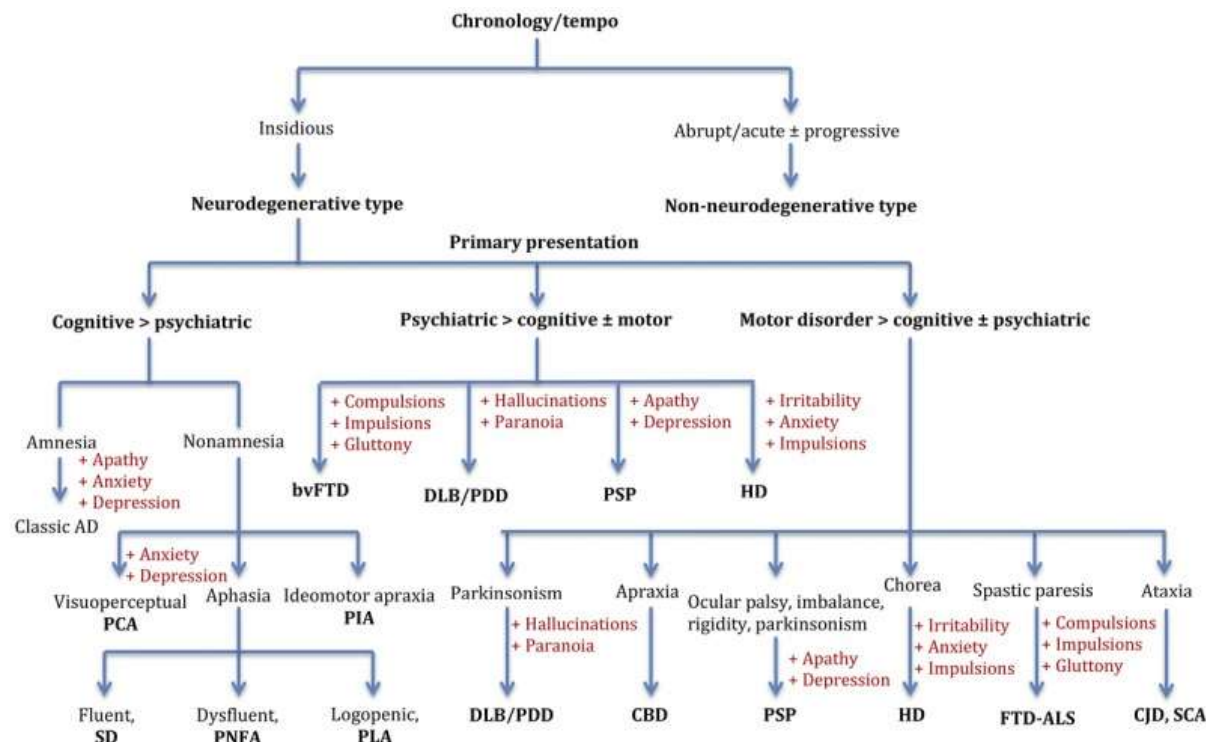 Chronology/tempo
Insidious
Abrupt/acute ± progressive
Neurodegenerative type
Non-neurodegenerative type
Primary presentation
Cognitive > psychiatric
Psychiatric > cognitive ± motor
Motor disorder > cognitive ± psychiatric
Amnesia
+ Apathy
+ Anxiety
+ Depression
Classic AD
Nonamnesia
+ Compulsions
+ Impulsions
+ Gluttony
bvFTD
+ Hallucinations
+ Paranoia
DLB/PDD
+ Apathy
+ Depression
PSP
+ Irritability
+ Anxiety
+ Impulsions
HD
+ Anxiety
+ Depression
Visuoperceptual
PCA
Aphasia
Ideomotor apraxia
PIA
Fluent,
SD
Dysfluent,
PNFA
Logopenic,
PLA
Parkinsonism
+ Hallucinations
+ Paranoia
DLB/PDD
Apraxia
CBD
Ocular palsy, imbalance,
rigidity, parkinsonism
+ Apathy
+ Depression
PSP
Chorea
+ Irritability
+ Anxiety
+ Impulsions
HD
Spastic paresis
+ Compulsions
+ Impulsions
+ Gluttony
FTD-ALS
Ataxia
CJD, SCA